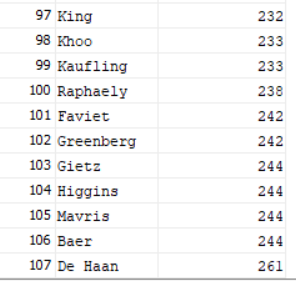 97 King 232
98 Khoo 233
99 Kaufling 233
100 Raphaely 238
101 Faviet 242
102 Greenberg 242
103 Gietz 244
104 Higgins 244
105 Mavris 244
106 Baer 244
107 De Haan 261